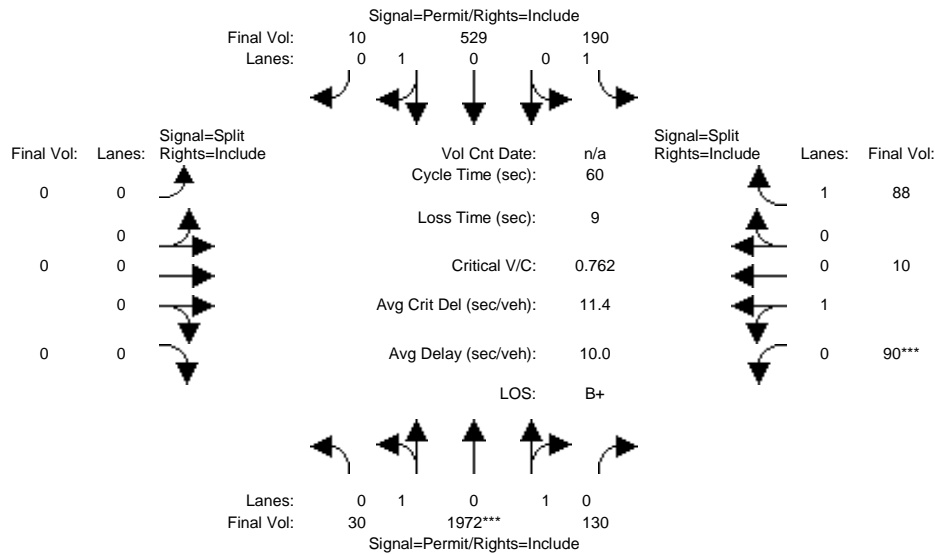 Signal=Permit/Rights=Include
Final Vol: 10 529 190
Lanes: 0 1 0 0 1
Signal=Split
Final Vol: Lanes: Rights=Include
Vol Cnt Date: n/a
Signal=Split
Rights=Include Lanes: Final Vol:
Cycle Time (sec): 60
0 0
1 88
Loss Time (sec): 9
0
0
0 0
Critical V/C: 0.762
0 10
0
Avg Crit Del (sec/veh): 11.4
1
0 0
Avg Delay (sec/veh): 10.0
0 90***
LOS: B+
Lanes: 0 1 0 1 0
Final Vol: 30 1972*** 130
Signal=Permit/Rights=Include